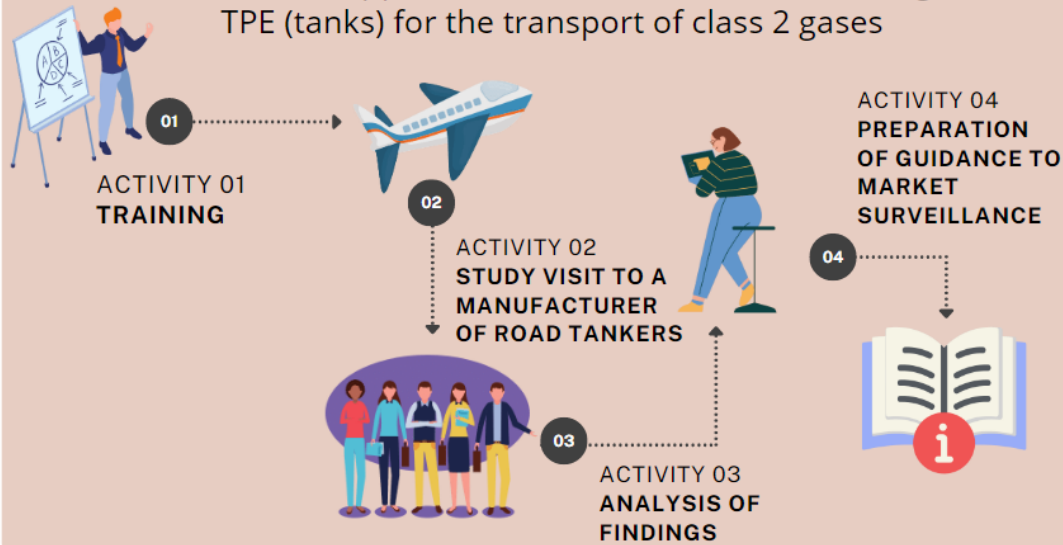 TPE (tanks) for the transport of class 2 gases
A
B
C
D
01
ACTIVITY 01
TRAINING
02
ACTIVITY 02
STUDY VISIT TO A
MANUFACTURER
OF ROAD TANKERS
03
ACTIVITY 03
ANALYSIS OF
FINDINGS
ACTIVITY 04
PREPARATION
OF GUIDANCE TO
MARKET
SURVEILLANCE
04
i